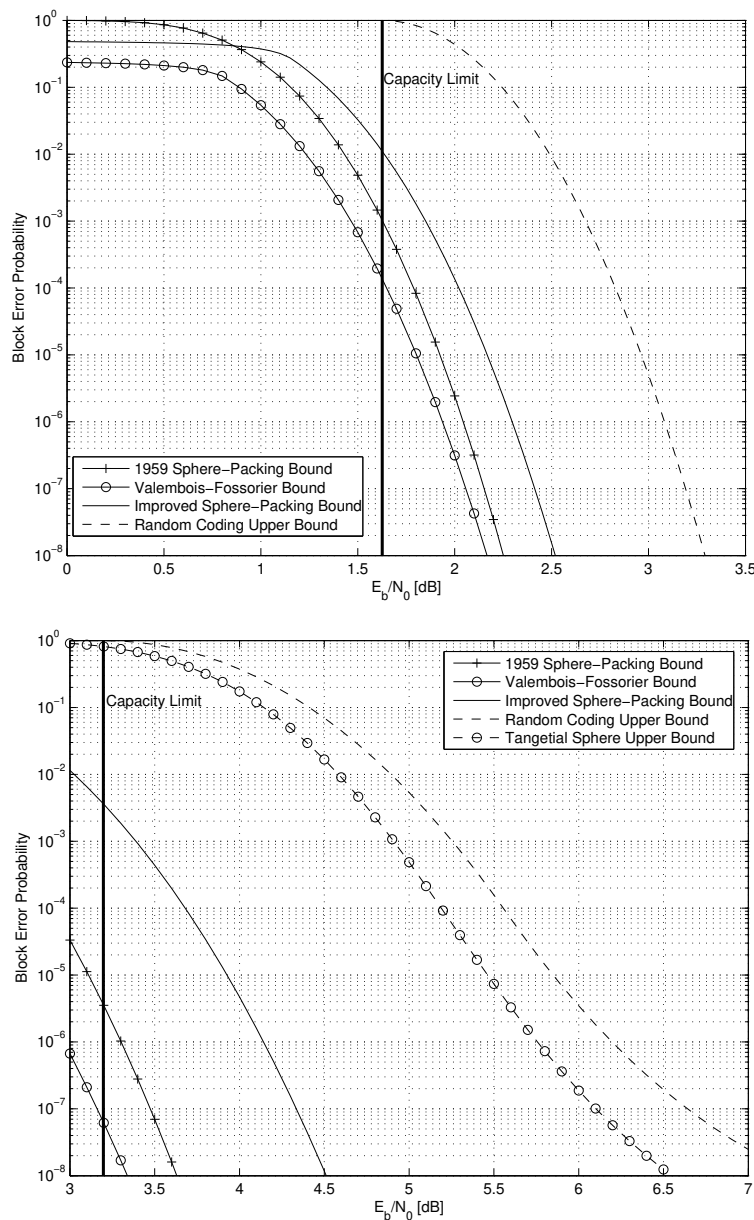 10^0
10^-1
10^-2
10^-3
10^-4
10^-5
10^-6
10^-7
10^-8
Block Error Probability
Capacity Limit
1959 Sphere−Packing Bound
Valembois−Fossorier Bound
Improved Sphere−Packing Bound
Random Coding Upper Bound
0 0.5 1 1.5 2 2.5 3 3.5
E_b/N_0 [dB]
10^0
10^-1
10^-2
10^-3
10^-4
10^-5
10^-6
10^-7
10^-8
Block Error Probability
Capacity Limit
1959 Sphere−Packing Bound
Valembois−Fossorier Bound
Improved Sphere−Packing Bound
Random Coding Upper Bound
Tangetial Sphere Upper Bound
3 3.5 4 4.5 5 5.5 6 6.5 7
E_b/N_0 [dB]